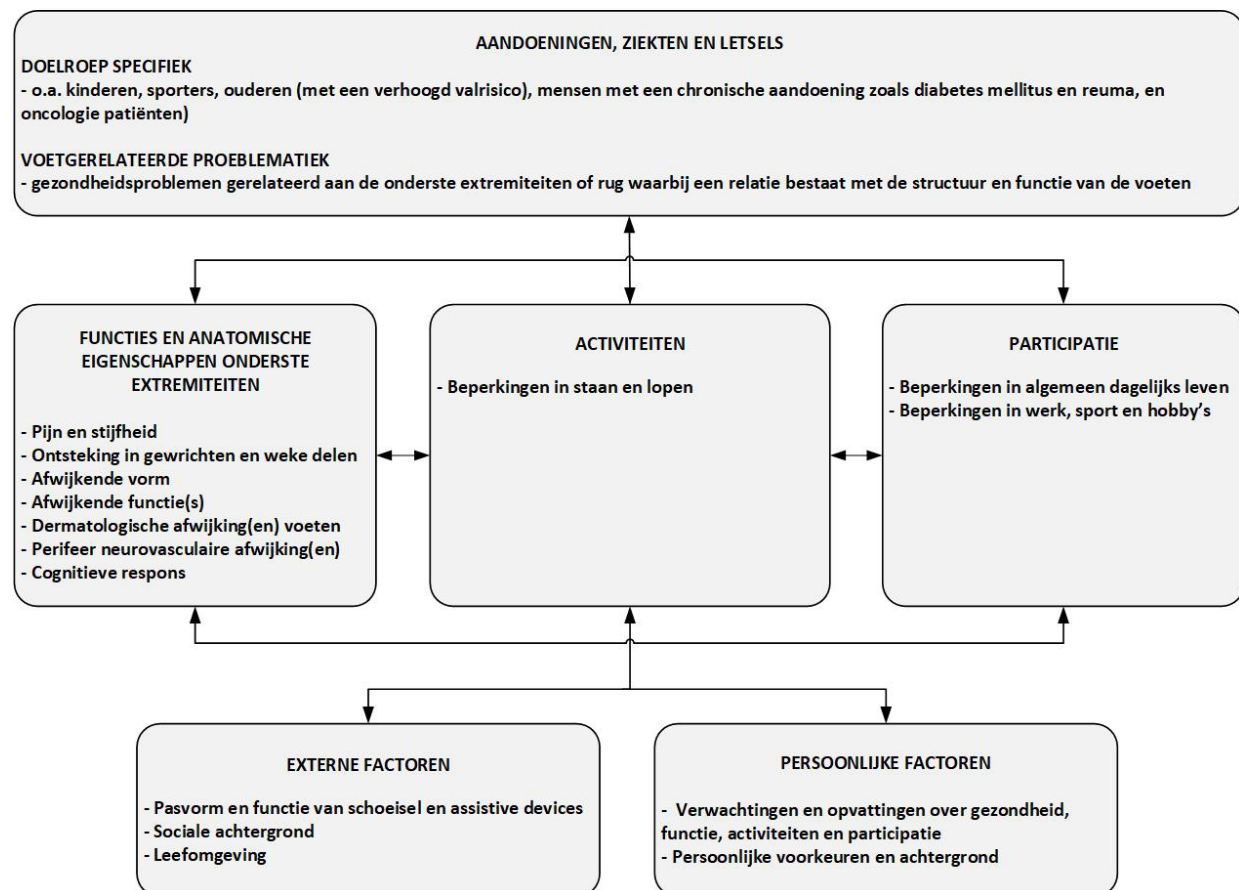 AANDOENINGEN, ZIEKTEN EN LETSELS
DOELROEP SPECIFIEK
- o.a. kinderen, sporters, ouderen (met een verhoogd valrisico), mensen met een chronische aandoening zoals diabetes mellitus en reuma, en
oncologie patiënten)
VOETGERELATEERDE PROEBLEMATIEK
- gezondheidsproblemen gerelateerd aan de onderste extremiteiten of rug waarbij een relatie bestaat met de structuur en functie van de voeten
FUNCTIES EN ANATOMISCHE
EIGENSCHAPPEN ONDERSTE
EXTREMITEITEN
- Pijn en stijfheid
- Ontsteking in gewrichten en weke delen
- Afwijkende vorm
- Afwijkende functie(s)
- Dermatologische afwijking(en) voeten
- Perifeer neurovasculaire afwijking(en)
- Cognitieve respons
ACTIVITEITEN
- Beperkingen in staan en lopen
PARTICIPATIE
- Beperkingen in algemeen dagelijks leven
- Beperkingen in werk, sport en hobby's
EXTERNE FACTOREN
- Pasvorm en functie van schoeisel en assistive devices
- Sociale achtergrond
- Leefomgeving
PERSOONLIJKE FACTOREN
- Verwachtingen en opvattingen over gezondheid,
functie, activiteiten en participatie
- Persoonlijke voorkeuren en achtergrond